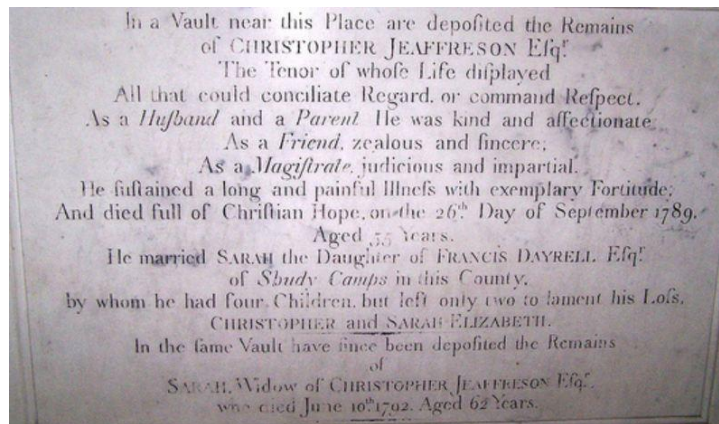 In a Vault near this Place are depoſited the Remains
of CHRISTOPHER JEAFFRESON Eſqr.
The Tenor of whoſe Life diſplayed
All that could conciliate Regard, or command Reſpect.
As a Huſband and a Parent He was kind and affectionate;
As a Friend, zealous and ſincere;
As a Magiſtrate, judicious and impartial.
He ſuſtained a long and painful Illneſs with exemplary Fortitude;
And died full of Chriſtian Hope, on the 26th. Day of September 1789.
Aged 55 Years.
He married SARAH the Daughter of FRANCIS DAYRELL Eſqr.
of Shudy Camps in this County,
by whom he had four Children, but left only two to lament his Loſs,
CHRISTOPHER and SARAH ELIZABETH.
In the ſame Vault have ſince been depoſited the Remains
of
SARAH, Widow of CHRISTOPHER JEAFFRESON Eſqr.
who died June 10th 1792. Aged 62 Years.